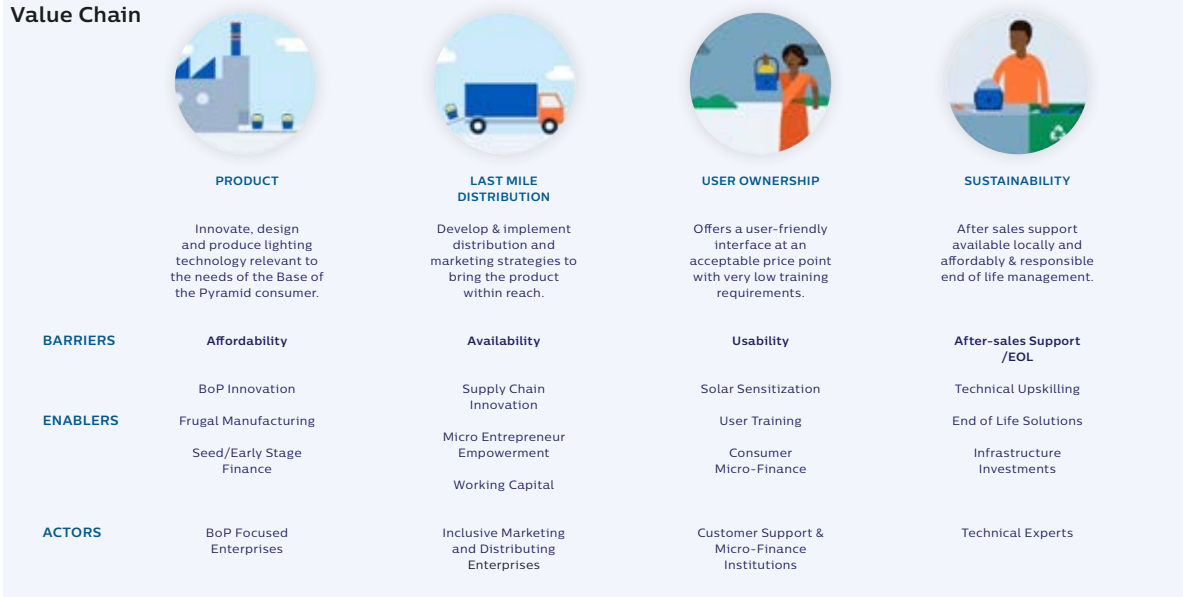 Value Chain
PRODUCT
Innovate, design
and produce lighting
technology relevant to
the needs of the Base of
the Pyramid consumer.
LAST MILE
DISTRIBUTION
Develop & implement
distribution and
marketing strategies to
bring the product
within reach.
USER OWNERSHIP
Offers a user-friendly
interface at an
acceptable price point
with very low training
requirements.
SUSTAINABILITY
After sales support
available locally and
affordably & responsible
end of life management.
BARRIERS
Affordability
Availability
Usability
After-sales Support
/EOL
ENABLERS
BoP Innovation
Frugal Manufacturing
Seed/Early Stage
Finance
Supply Chain
Innovation
Micro Entrepreneur
Empowerment
Working Capital
Solar Sensitization
User Training
Consumer
Micro-Finance
Technical Upskilling
End of Life Solutions
Infrastructure
Investments
ACTORS
BoP Focused
Enterprises
Inclusive Marketing
and Distributing
Enterprises
Customer Support &
Micro-Finance
Institutions
Technical Experts